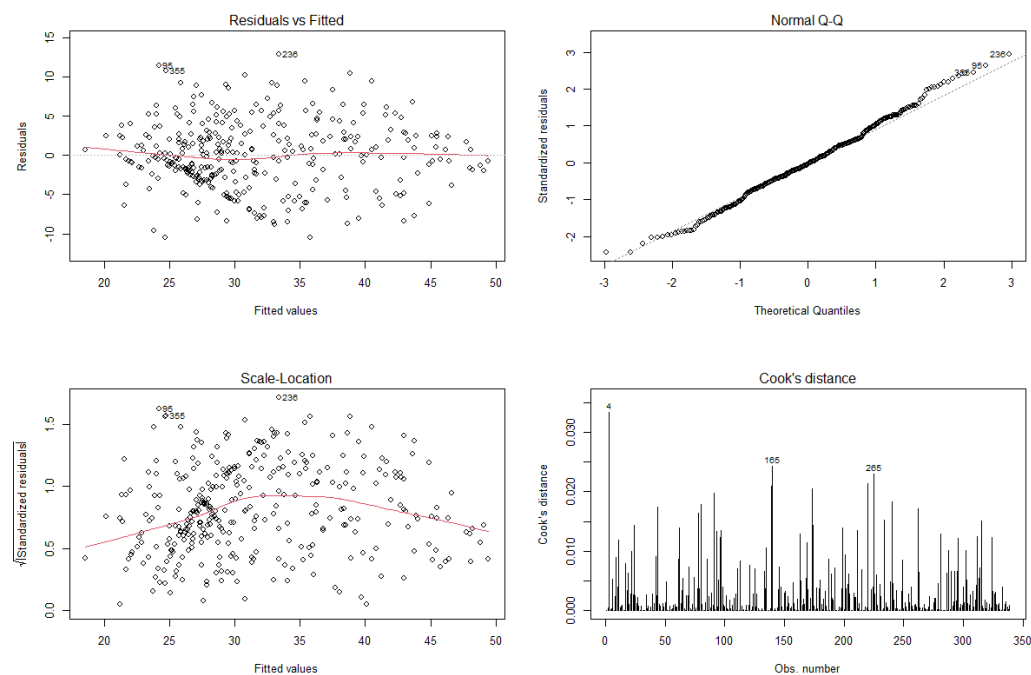 Residuals vs Fitted
Residuals
15
10
5
0
-5
-10
95
355
236
20 25 30 35 40 45 50
Fitted values
Normal Q-Q
Standardized residuals
3
2
1
0
-1
-2
236
95
-3 -2 -1 0 1 2 3
Theoretical Quantiles
Scale-Location
√|Standardized residuals|
1.5
1.0
0.5
0.0
95
355
236
20 25 30 35 40 45 50
Fitted values
Cook's distance
Cook's distance
0.030
0.020
0.010
0.000
4
165
265
0 50 100 150 200 250 300 350
Obs. number